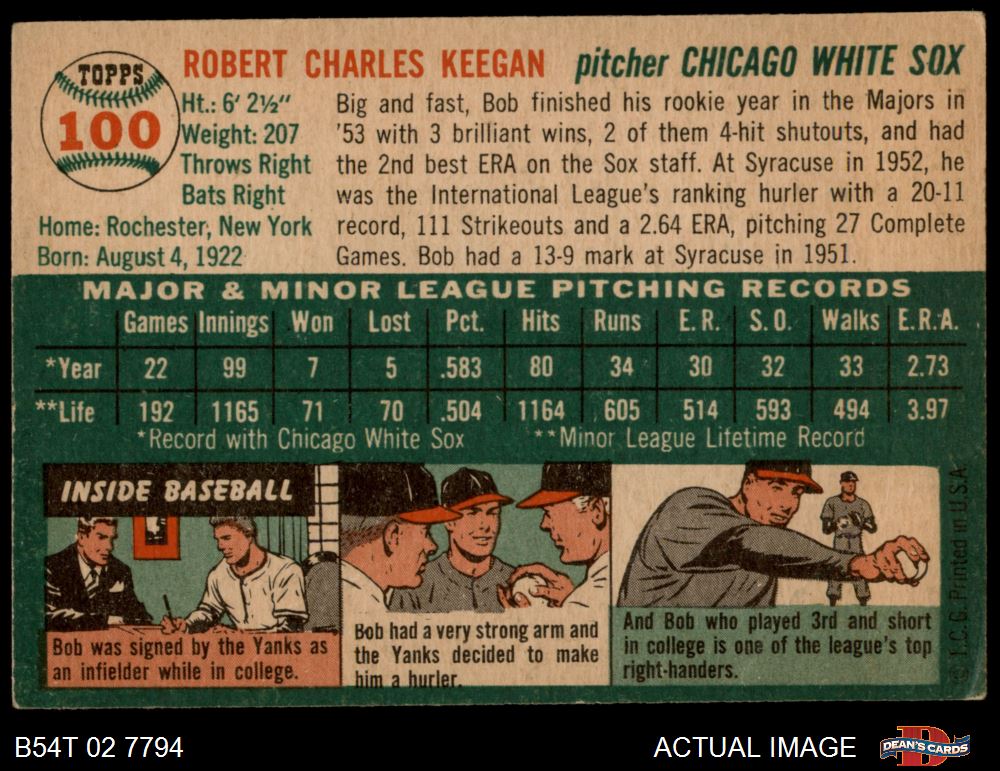 TOPPS
100
ROBERT CHARLES KEEGAN pitcher CHICAGO WHITE SOX
Ht.: 6' 2½"
Weight: 207
Throws Right
Bats Right
Home: Rochester, New York
Born: August 4, 1922
Big and fast, Bob finished his rookie year in the Majors in
'53 with 3 brilliant wins, 2 of them 4-hit shutouts, and had
the 2nd best ERA on the Sox staff. At Syracuse in 1952, he
was the International League's ranking hurler with a 20-11
record, 111 Strikeouts and a 2.64 ERA, pitching 27 Complete
Games. Bob had a 13-9 mark at Syracuse in 1951.
MAJOR & MINOR LEAGUE PITCHING RECORDS
Games Innings Won Lost Pct. Hits Runs E.R. S.O. Walks E.R.A.
*Year 22 99 7 5 .583 80 34 30 32 33 2.73
**Life 192 1165 71 70 .504 1164 605 514 593 494 3.97
*Record with Chicago White Sox **Minor League Lifetime Record
INSIDE BASEBALL
Bob was signed by the Yanks as
an infielder while in college.
Bob had a very strong arm and
the Yanks decided to make
him a hurler.
And Bob who played 3rd and short
in college is one of the league's top
right-handers.
© T.C.G. Printed in U.S.A.
B54T 02 7794
ACTUAL IMAGE
DEAN'S CARDS